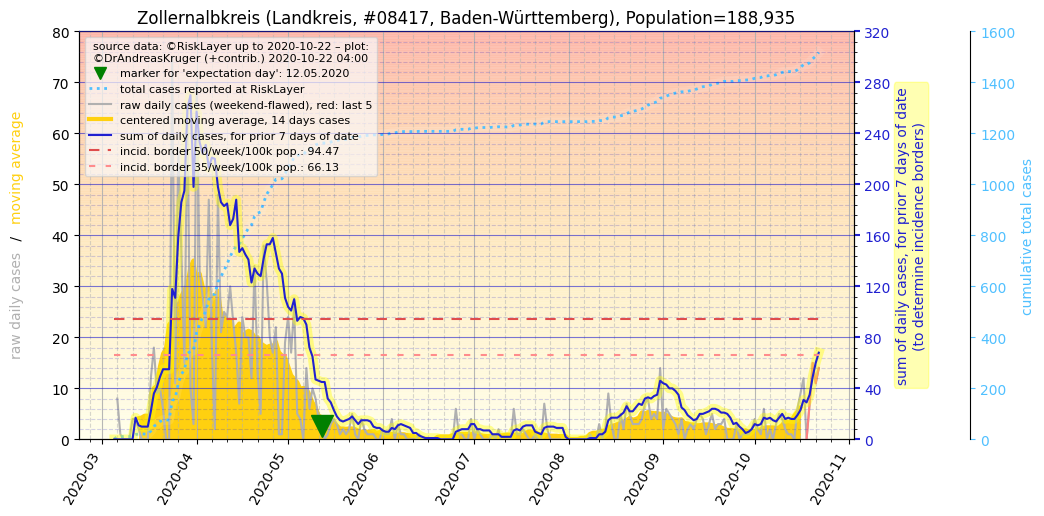 Zollernalbkreis (Landkreis, #08417, Baden-Württemberg), Population=188,935
source data: ©RiskLayer up to 2020-10-22 – plot:
©DrAndreasKruger (+contrib.) 2020-10-22 04:00
marker for 'expectation day': 12.05.2020
total cases reported at RiskLayer
raw daily cases (weekend-flawed), red: last 5
centered moving average, 14 days cases
sum of daily cases, for prior 7 days of date
incid. border 50/week/100k pop.: 94.47
incid. border 35/week/100k pop.: 66.13
raw daily cases / moving average
80
70
60
50
40
30
20
10
0
2020-03
2020-04
2020-05
2020-06
2020-07
2020-08
2020-09
2020-10
2020-11
320
280
240
200
160
120
80
40
0
sum of daily cases, for prior 7 days of date
(to determine incidence borders)
1600
1400
1200
1000
800
600
400
200
0
cumulative total cases